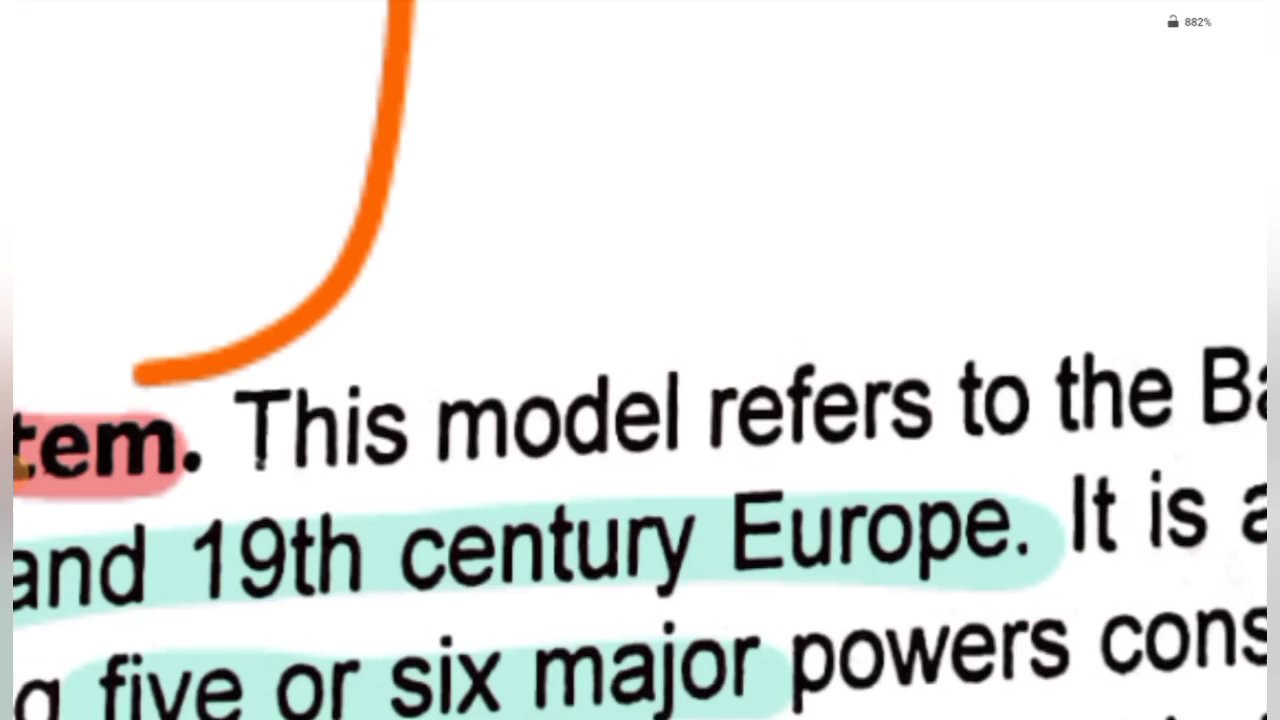 882%
tem. This model refers to the Ba
and 19th century Europe. It is a
g five or six major powers cons